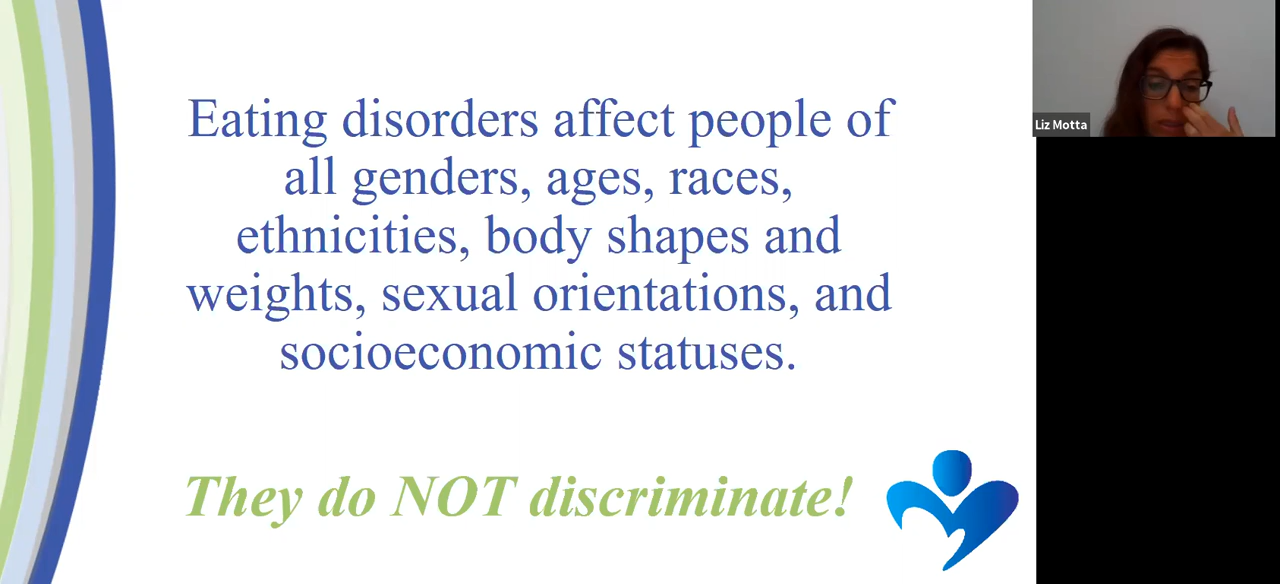 Eating disorders affect people of
all genders, ages, races,
ethnicities, body shapes and
weights, sexual orientations, and
socioeconomic statuses.
They do NOT discriminate!
Liz Motta